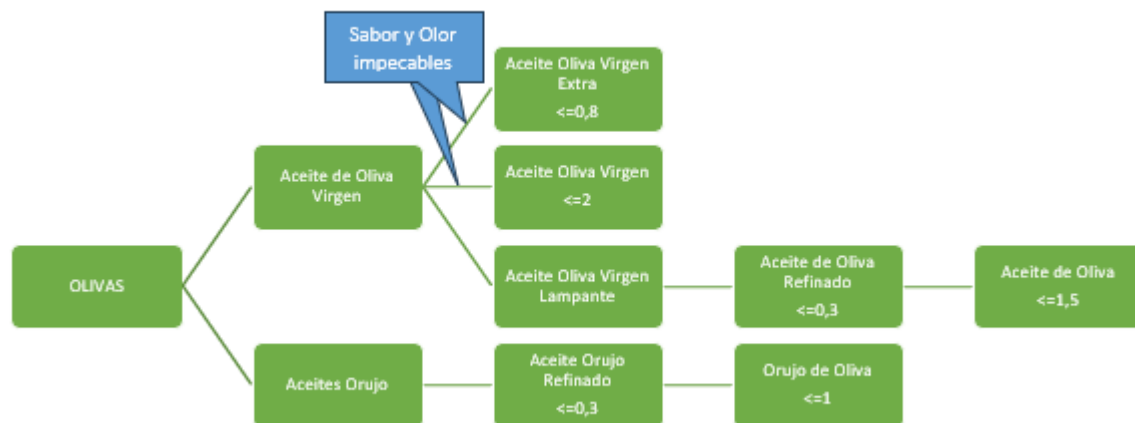 Sabor y Olor
impecables
Aceite Oliva Virgen
Extra
<=0,8
Aceite de Oliva
Virgen
Aceite Oliva Virgen
<=2
OLIVAS
Aceite Oliva Virgen
Lampante
Aceite de Oliva
Refinado
<=0,3
Aceite de Oliva
<=1,5
Aceites Orujo
Aceite Orujo
Refinado
<=0,3
Orujo de Oliva
<=1